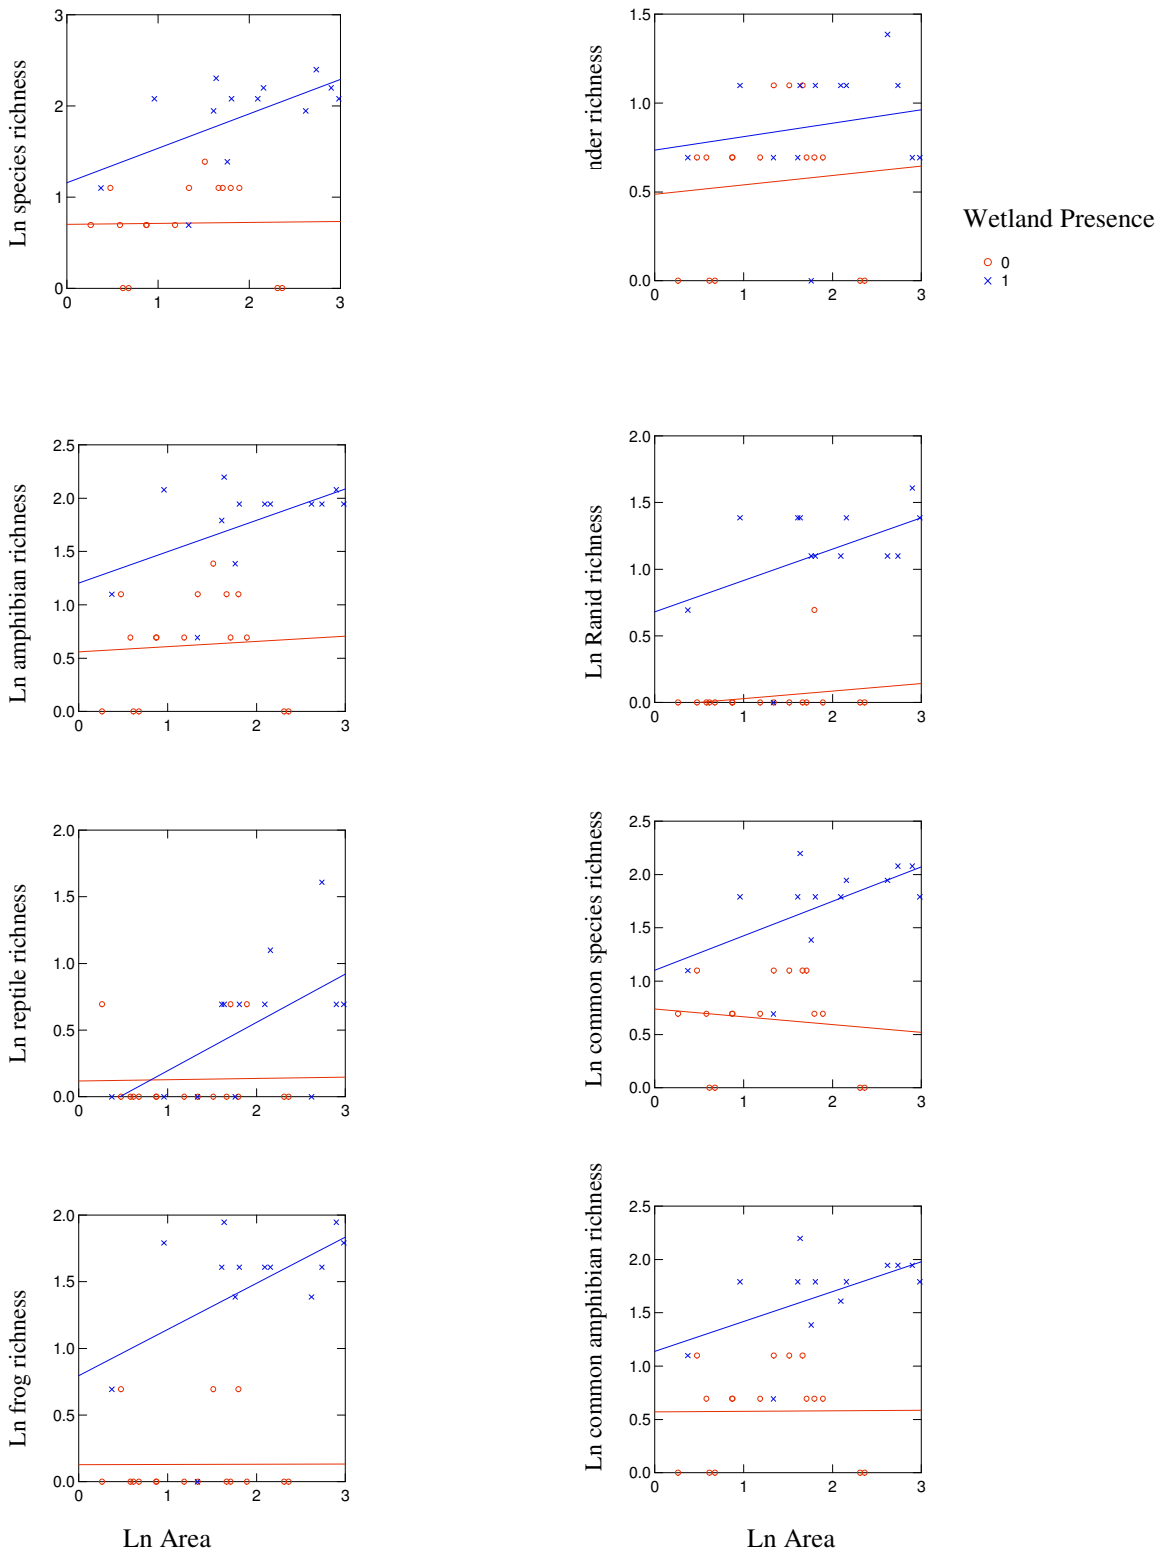 Ln species richness
3
2
1
0
0 1 2 3
nder richness
1.5
1.0
0.5
0.0
0 1 2 3
Wetland Presence
0
1
Ln amphibian richness
2.5
2.0
1.5
1.0
0.5
0.0
0 1 2 3
Ln Ranid richness
2.0
1.5
1.0
0.5
0.0
0 1 2 3
Ln reptile richness
2.0
1.5
1.0
0.5
0.0
0 1 2 3
Ln common species richness
2.5
2.0
1.5
1.0
0.5
0.0
0 1 2 3
Ln frog richness
2.0
1.5
1.0
0.5
0.0
0 1 2 3
Ln Area
Ln common amphibian richness
2.5
2.0
1.5
1.0
0.5
0.0
0 1 2 3
Ln Area